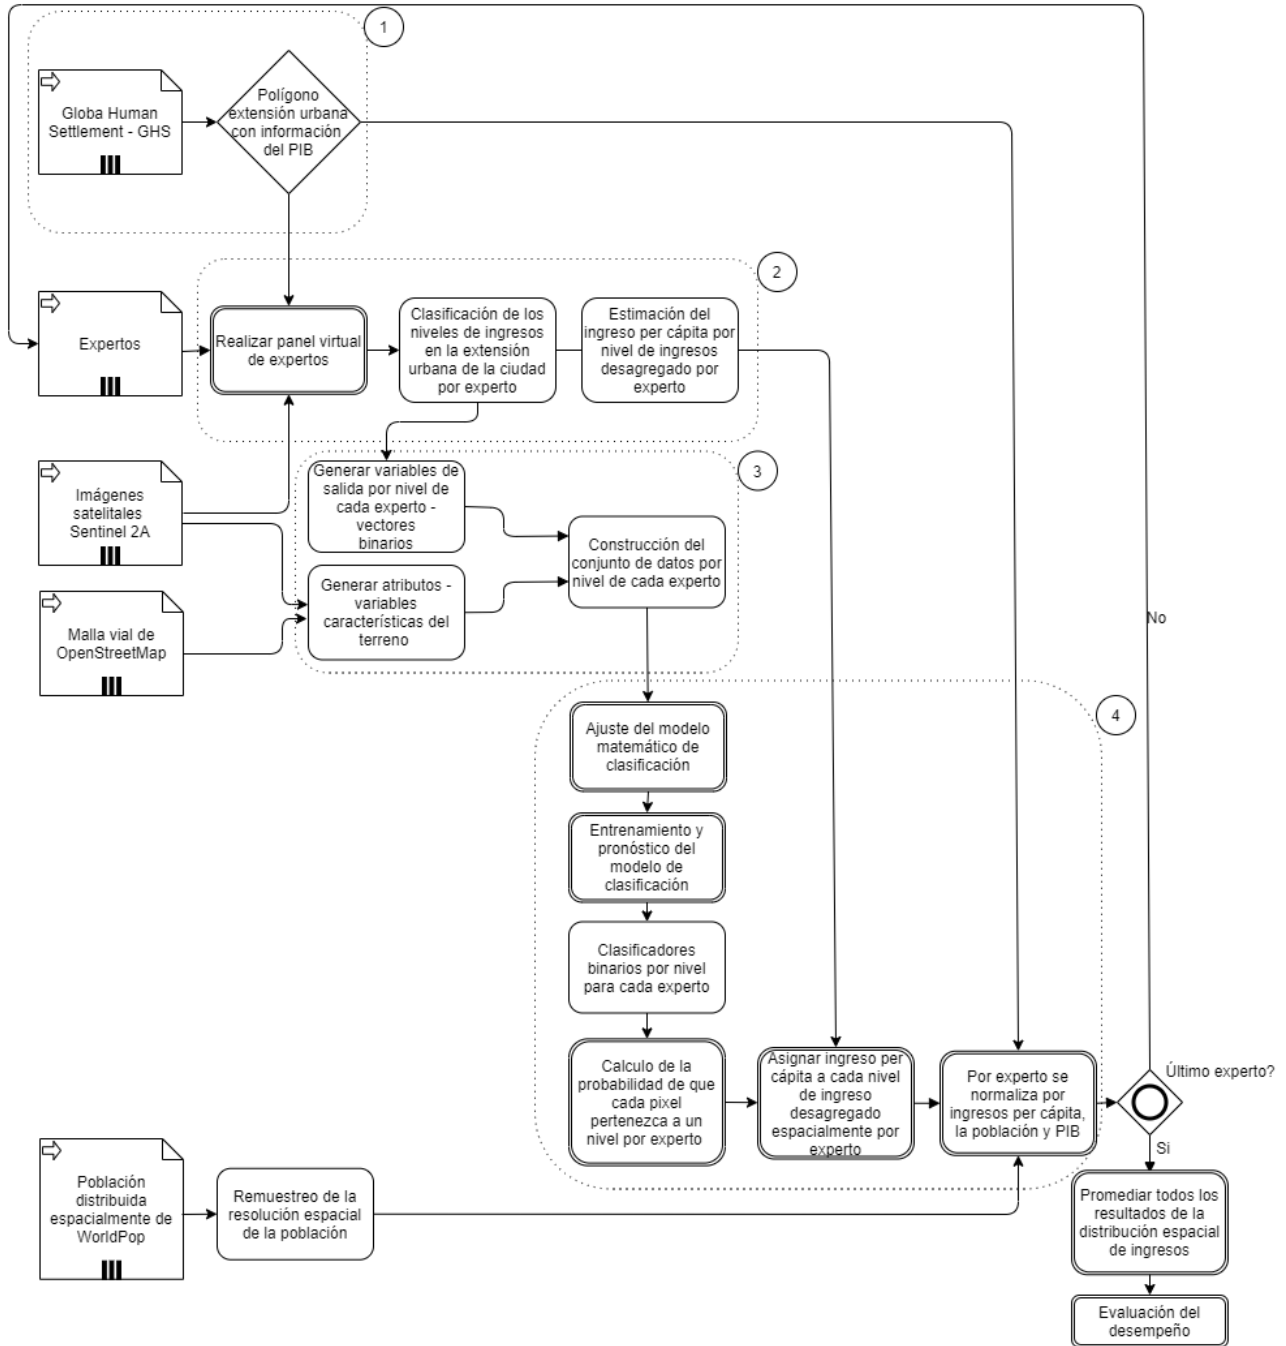 1
Globa Human
Settlement - GHS
Polígono
extensión urbana
con información
del PIB
2
Expertos
Realizar panel virtual
de expertos
Clasificación de los
niveles de ingresos
en la extensión
urbana de la ciudad
por experto
Estimación del
ingreso per cápita por
nivel de ingresos
desagregado por
experto
3
Imágenes
satelitales
Sentinel 2A
Generar variables de
salida por nivel de
cada experto -
vectores
binarios
Construcción del
conjunto de datos por
nivel de cada experto
Generar atributos -
variables
características del
terreno
Malla vial de
OpenStreetMap
No
4
Ajuste del modelo
matemático de
clasificación
Entrenamiento y
pronóstico del
modelo de
clasificación
Clasificadores
binarios por nivel
para cada experto
Calculo de la
probabilidad de que
cada pixel
pertenezca a un
nivel por experto
Asignar ingreso per
cápita a cada nivel
de ingreso
desagregado
espacialmente por
experto
Por experto se
normaliza por
ingresos per cápita,
la población y PIB
Último experto?
Si
Población
distribuida
espacialmente de
WorldPop
Remuestreo de la
resolución espacial
de la población
Promediar todos los
resultados de la
distribución espacial
de ingresos
Evaluación del
desempeño